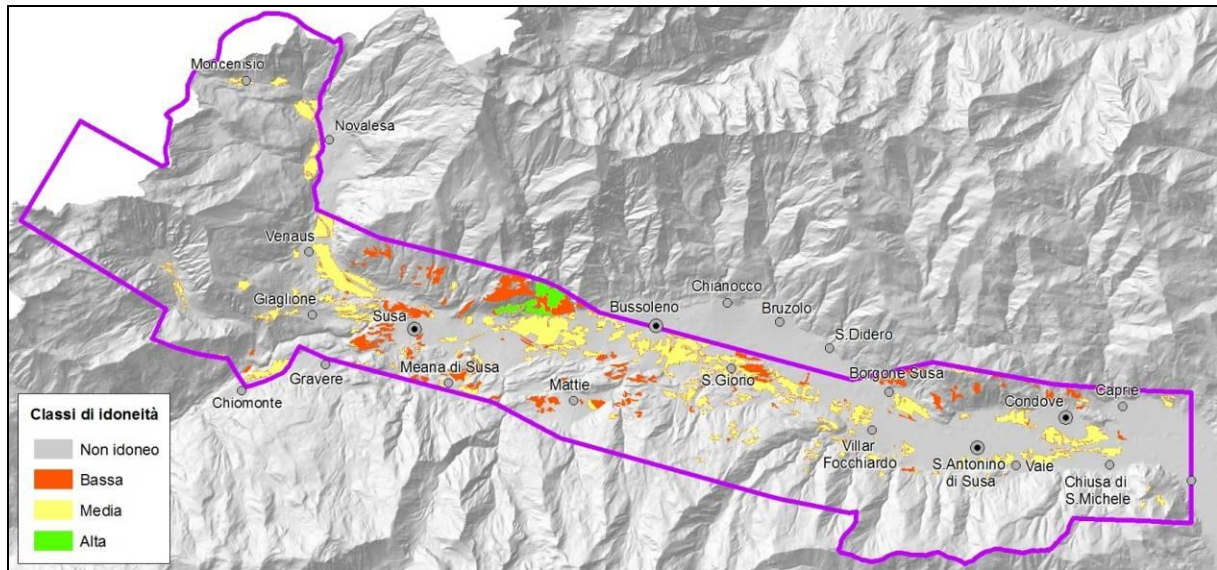 Moncenisio
Novalesa
Venaus
Giaglione
Susa
Bussoleno
Chianocco
Bruzolo
S.Didero
Gravere
Meana di Susa
Mattie
S.Giorio
Borgone Susa
Chiomonte
Condove
Caprie
Villar
Focchiardo
S.Antonino
di Susa
Vaie
Chiusa di
S.Michele
Classi di idoneità
Non idoneo
Bassa
Media
Alta